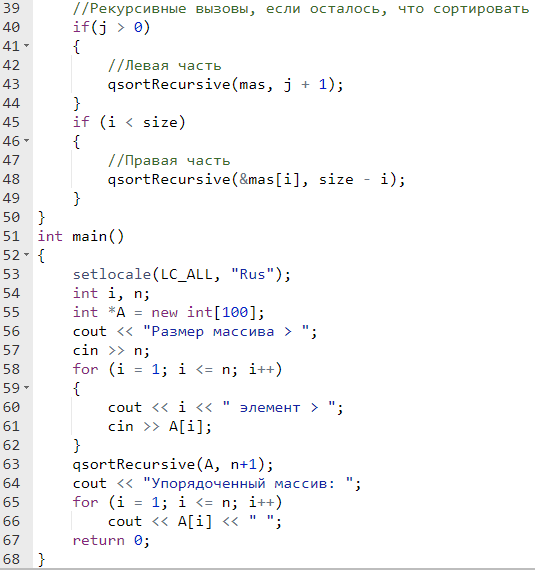 39 //Рекурсивные вызовы, если осталось, что сортировать
40 if(j > 0)
41 {
42 //Левая часть
43 qsortRecursive(mas, j + 1);
44 }
45 if (i < size)
46 {
47 //Правая часть
48 qsortRecursive(&mas[i], size - i);
49 }
50 }
51 int main()
52 {
53 setlocale(LC_ALL, "Rus");
54 int i, n;
55 int *A = new int[100];
56 cout << "Размер массива > ";
57 cin >> n;
58 for (i = 1; i <= n; i++)
59 {
60 cout << i << " элемент > ";
61 cin >> A[i];
62 }
63 qsortRecursive(A, n+1);
64 cout << "Упорядоченный массив: ";
65 for (i = 1; i <= n; i++)
66 cout << A[i] << " ";
67 return 0;
68 }